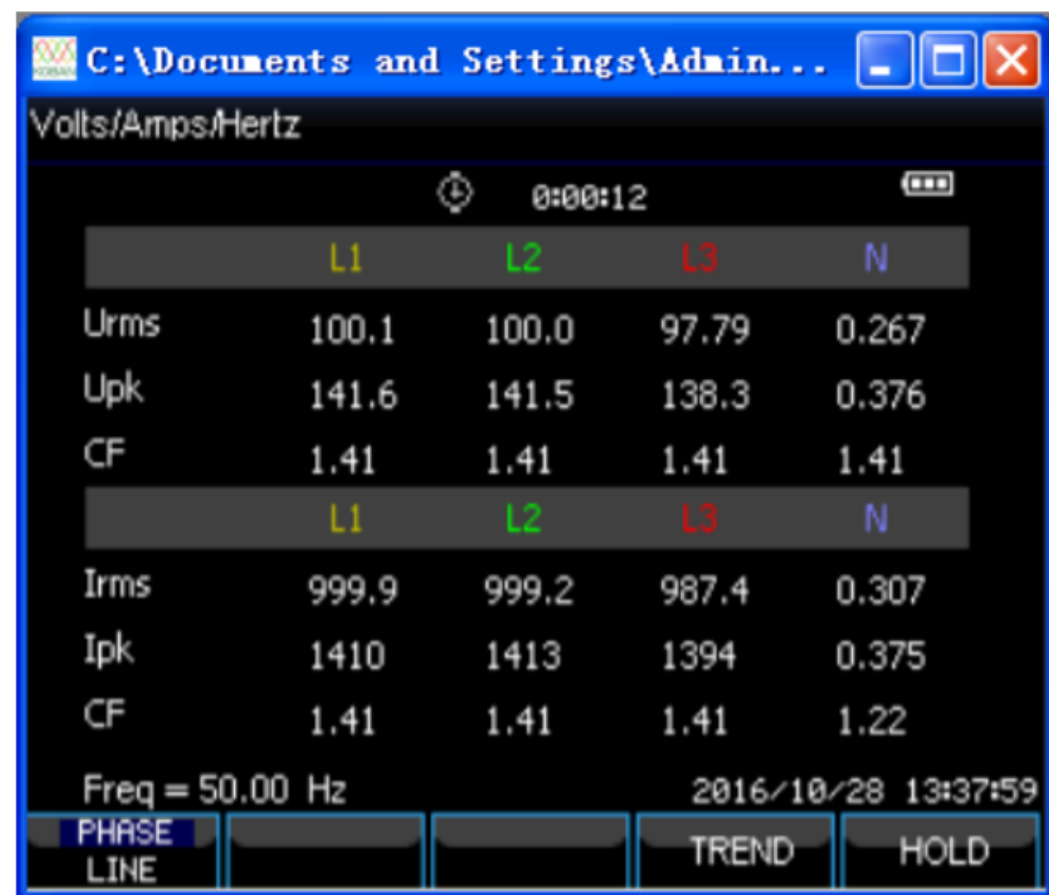 KOBAN C:\Documents and Settings\Admin...
Volts/Amps/Hertz
0:00:12
L1 L2 L3 N
Urms 100.1 100.0 97.79 0.267
Upk 141.6 141.5 138.3 0.376
CF 1.41 1.41 1.41 1.41
L1 L2 L3 N
Irms 999.9 999.2 987.4 0.307
Ipk 1410 1413 1394 0.375
CF 1.41 1.41 1.41 1.22
Freq = 50.00 Hz 2016/10/28 13:37:59
PHASE
LINE TREND HOLD